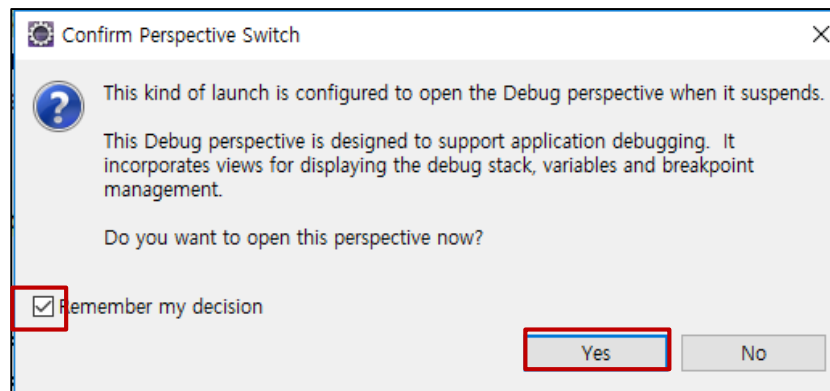 Confirm Perspective Switch
This kind of launch is configured to open the Debug perspective when it suspends.
This Debug perspective is designed to support application debugging. It
incorporates views for displaying the debug stack, variables and breakpoint
management.
Do you want to open this perspective now?
Remember my decision
Yes
No